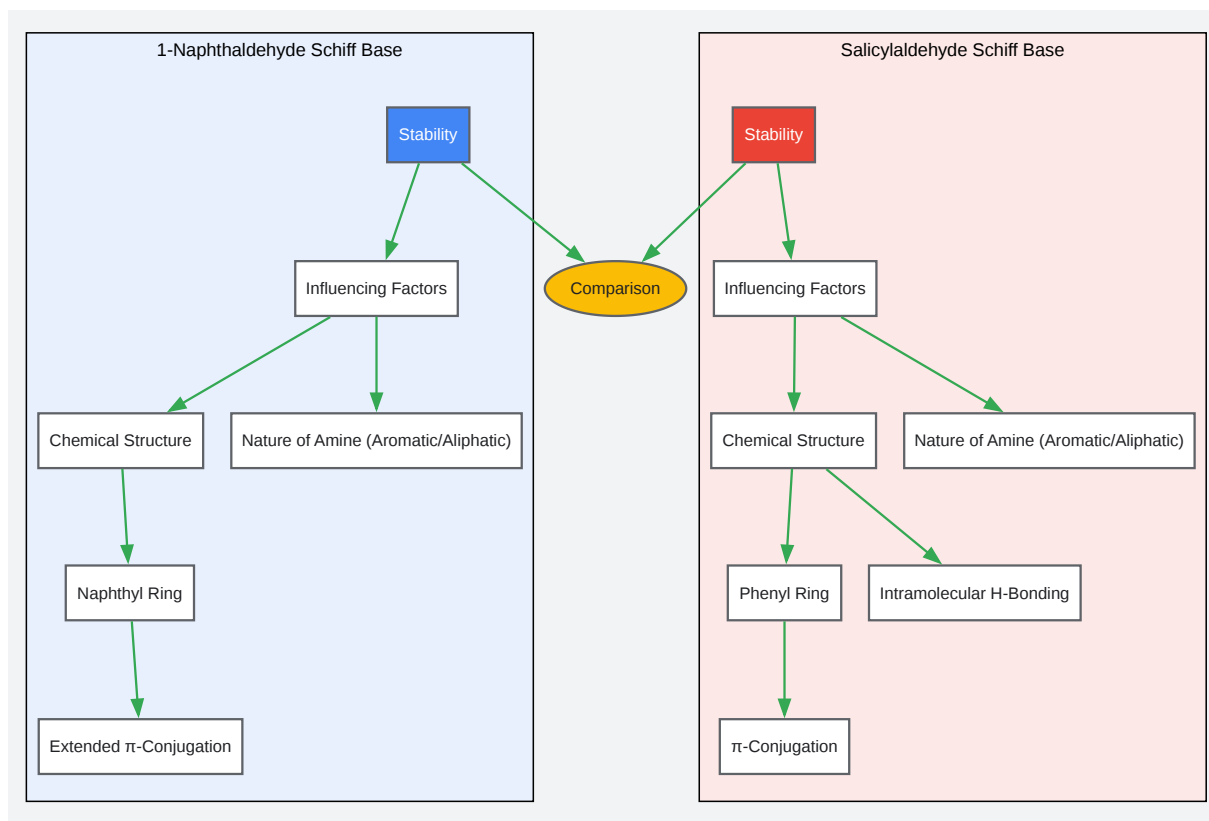 1-Naphthaldehyde Schiff Base
Salicylaldehyde Schiff Base
Stability
Stability
Influencing Factors
Comparison
Influencing Factors
Chemical Structure
Nature of Amine (Aromatic/Aliphatic)
Chemical Structure
Nature of Amine (Aromatic/Aliphatic)
Naphthyl Ring
Phenyl Ring
Intramolecular H-Bonding
Extended π-Conjugation
π-Conjugation